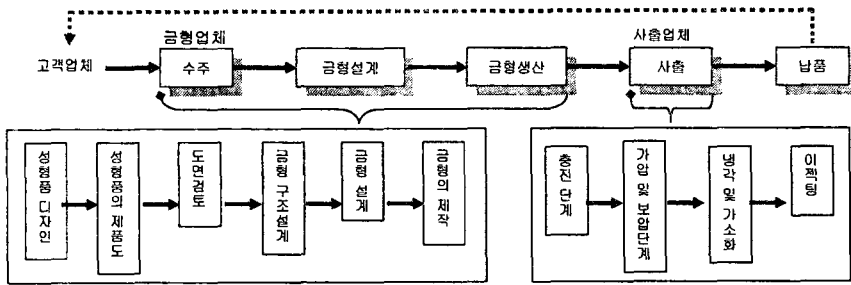 금형업체
사출업체
고객업체
수주
금형설계
금형생산
사출
납품
성형품 디자인
성형품의 제품도
도면검토
금형 구조설계
금형 설계
금형의 제작
충진 단계
가압 및 보압단계
냉각 및 가소화
이젝팅